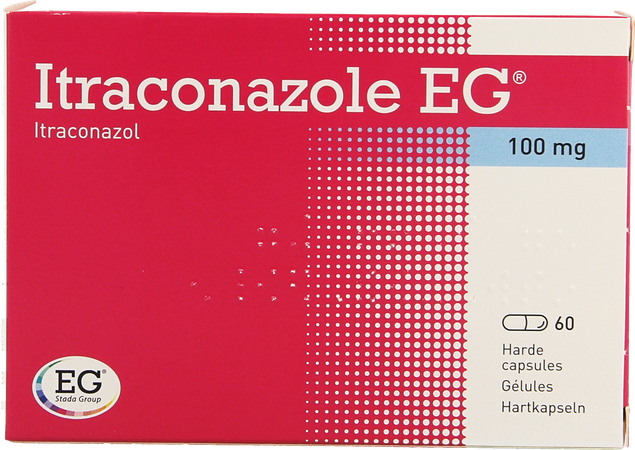 Itraconazole EG®
Itraconazol
100 mg
60
Harde
capsules
Gélules
Hartkapseln
EG®
Stada Group